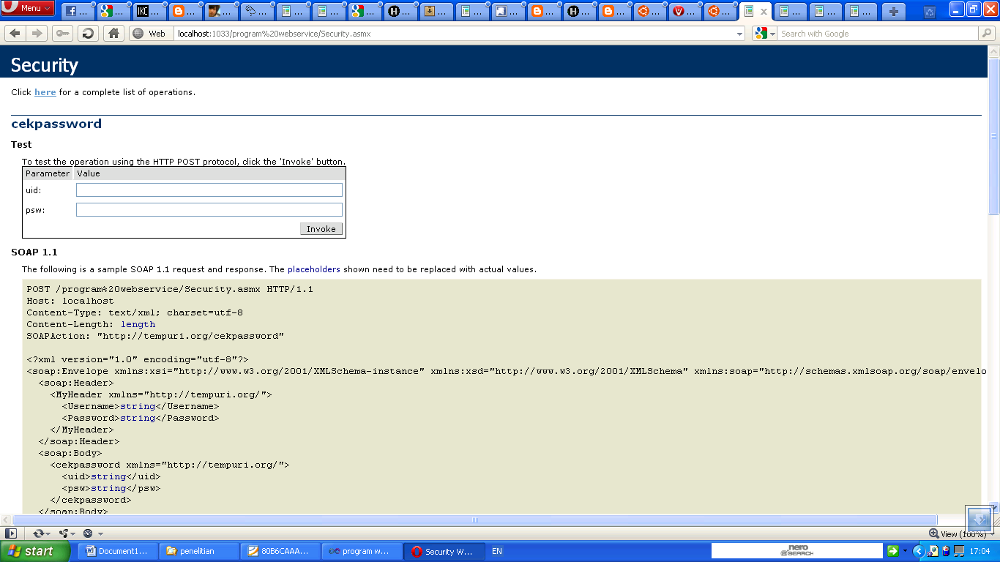 Menu
f ...
IKC ...
Web
localhost:1033/program%20webservice/Security.asmx
Search with Google
Security
Click here for a complete list of operations.
cekpassword
Test
To test the operation using the HTTP POST protocol, click the 'Invoke' button.
Parameter Value
uid:
psw:
Invoke
SOAP 1.1
The following is a sample SOAP 1.1 request and response. The placeholders shown need to be replaced with actual values.
POST /program%20webservice/Security.asmx HTTP/1.1
Host: localhost
Content-Type: text/xml; charset=utf-8
Content-Length: length
SOAPAction: "http://tempuri.org/cekpassword"
<?xml version="1.0" encoding="utf-8"?>
<soap:Envelope xmlns:xsi="http://www.w3.org/2001/XMLSchema-instance" xmlns:xsd="http://www.w3.org/2001/XMLSchema" xmlns:soap="http://schemas.xmlsoap.org/soap/envelo
<soap:Header>
<MyHeader xmlns="http://tempuri.org/">
<Username>string</Username>
<Password>string</Password>
</MyHeader>
</soap:Header>
<soap:Body>
<cekpassword xmlns="http://tempuri.org/">
<uid>string</uid>
<psw>string</psw>
</cekpassword>
</soap:Body>
View (100%)
start
Document1...
penelitian
80B6CAAA...
program w...
Security W...
EN
nero
@SEARCH
17:04